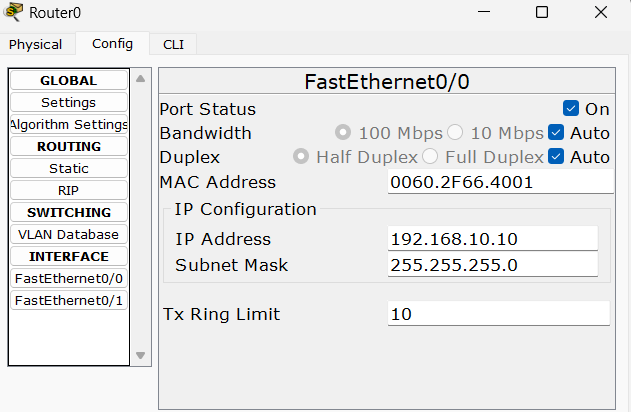 Router0
Physical Config CLI
GLOBAL
Settings
Algorithm Settings
ROUTING
Static
RIP
SWITCHING
VLAN Database
INTERFACE
FastEthernet0/0
FastEthernet0/1
FastEthernet0/0
Port Status On
Bandwidth 100 Mbps 10 Mbps Auto
Duplex Half Duplex Full Duplex Auto
MAC Address 0060.2F66.4001
IP Configuration
IP Address 192.168.10.10
Subnet Mask 255.255.255.0
Tx Ring Limit 10